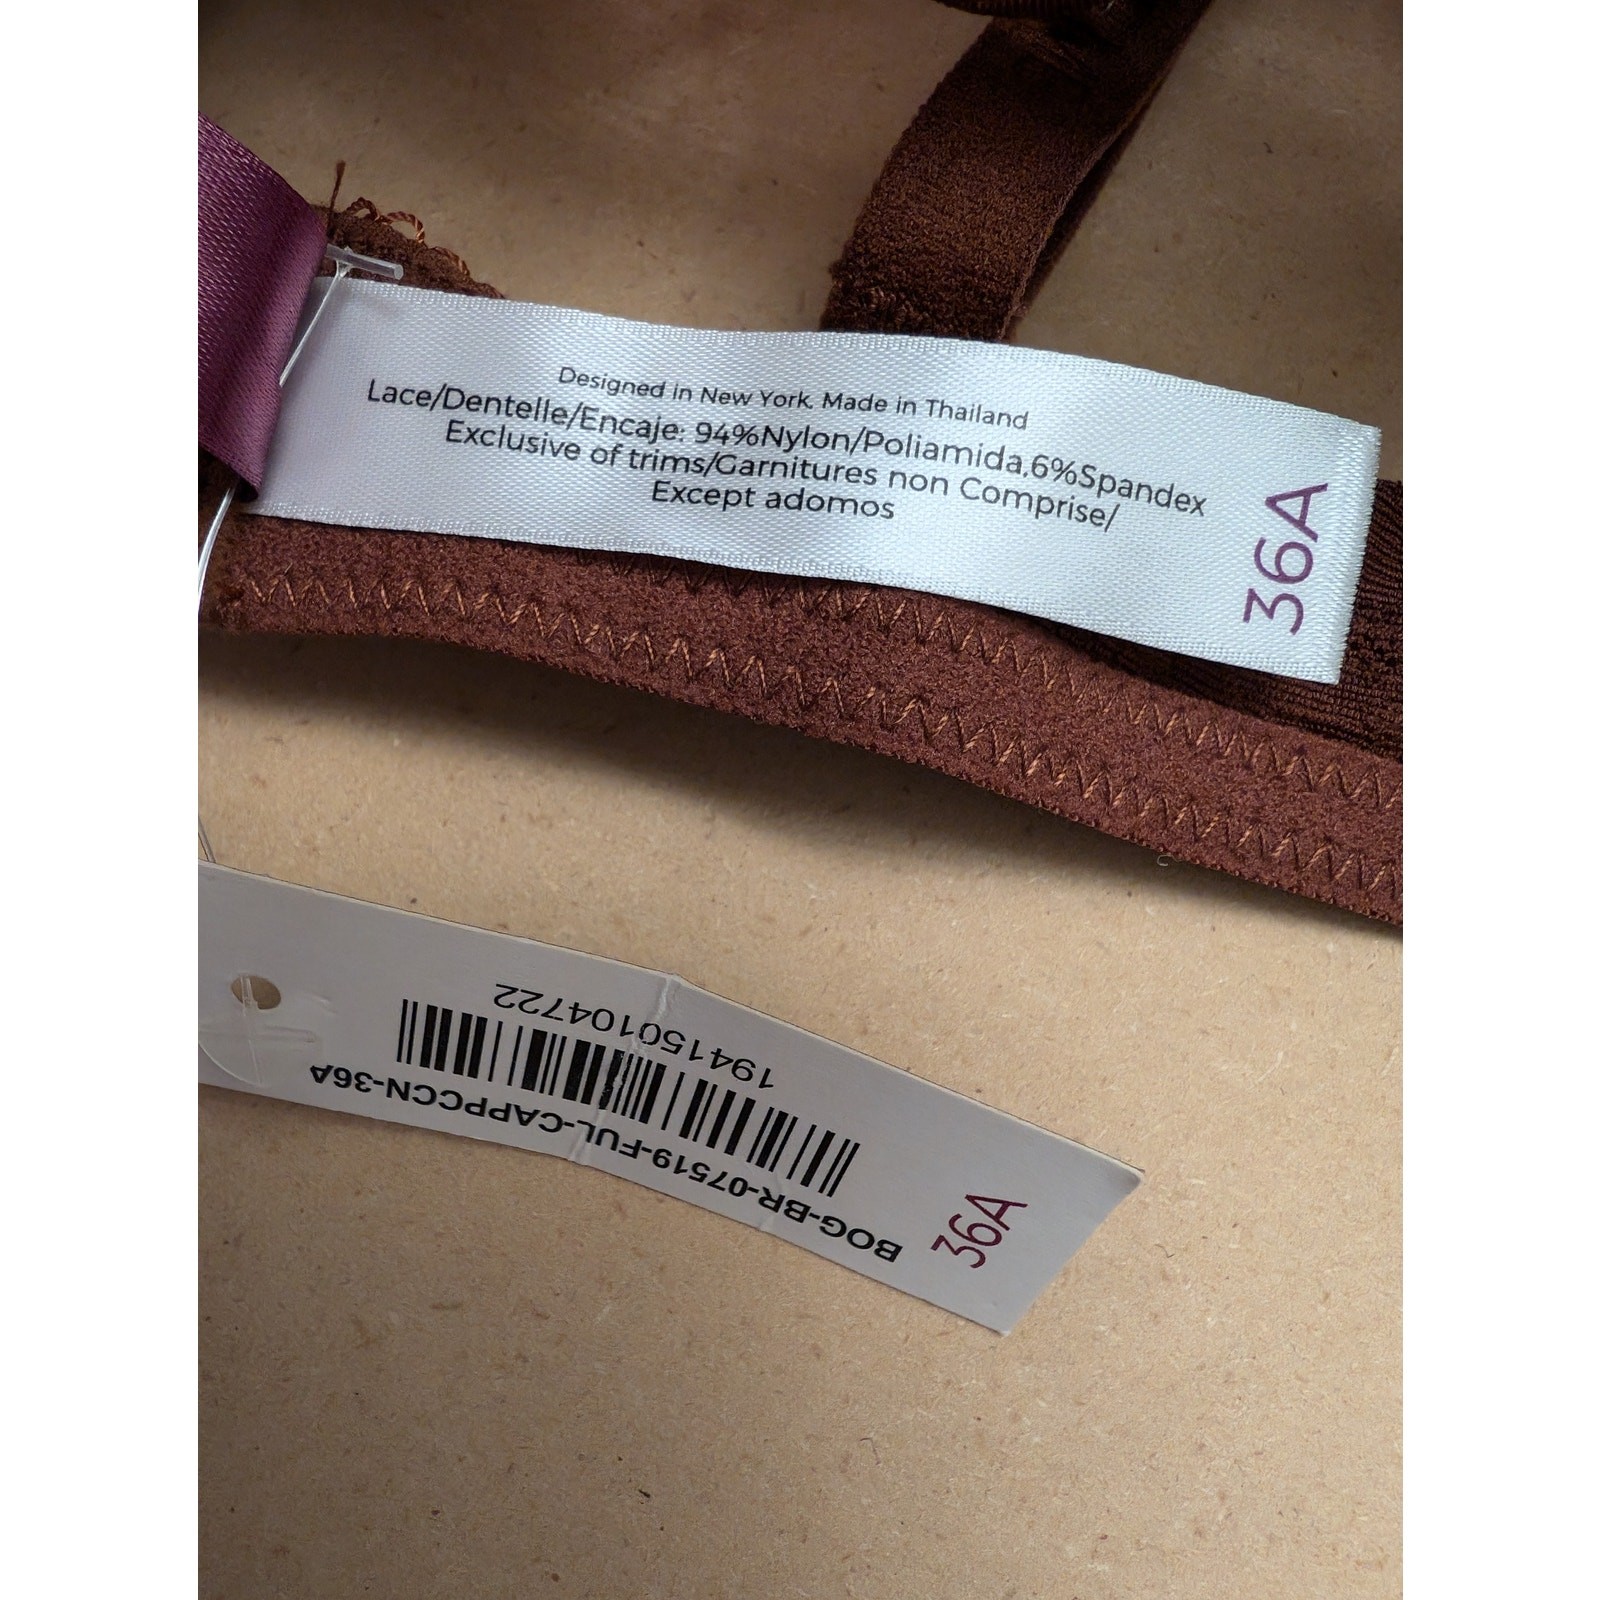 Designed in New York. Made in Thailand
Lace/Dentelle/Encaje: 94%Nylon/Poliamida,6%Spandex
Exclusive of trims/Garnitures non Comprise/
Except adomos
36A
194150104722
BOG-BR-07519-FUL-CAPPCCN-36A
36A